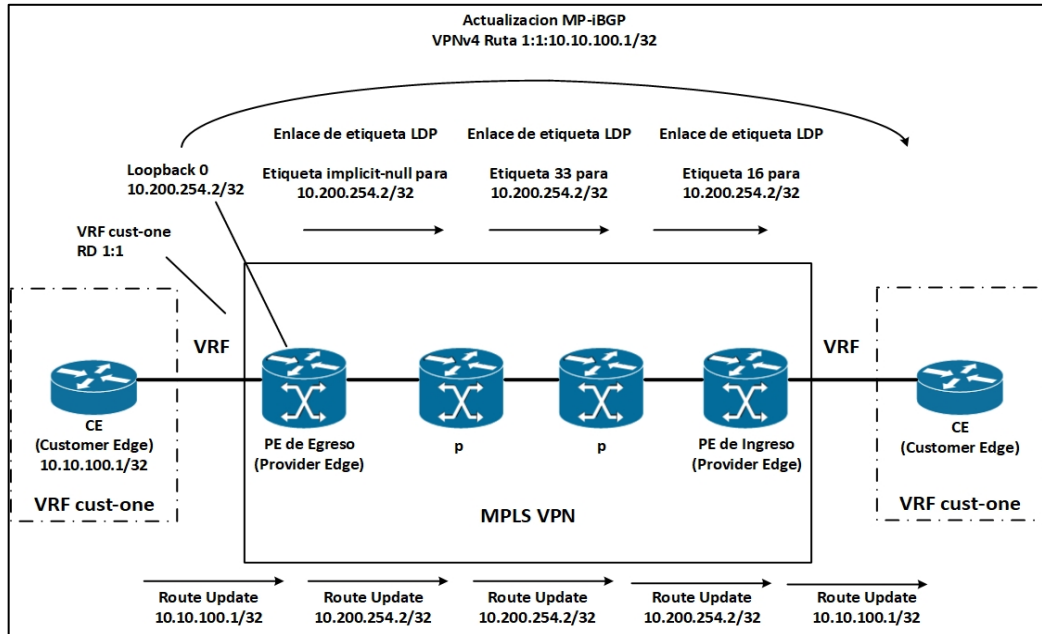 Actualizacion MP-iBGP
VPNv4 Ruta 1:1:10.10.100.1/32
Enlace de etiqueta LDP
Enlace de etiqueta LDP
Enlace de etiqueta LDP
Loopback 0
10.200.254.2/32
Etiqueta implicit-null para
10.200.254.2/32
Etiqueta 33 para
10.200.254.2/32
Etiqueta 16 para
10.200.254.2/32
VRF cust-one
RD 1:1
VRF
VRF
CE
(Customer Edge)
10.10.100.1/32
PE de Egreso
(Provider Edge)
p
p
PE de Ingreso
(Provider Edge)
CE
(Customer Edge)
VRF cust-one
MPLS VPN
VRF cust-one
Route Update
10.10.100.1/32
Route Update
10.200.254.2/32
Route Update
10.200.254.2/32
Route Update
10.200.254.2/32
Route Update
10.10.100.1/32